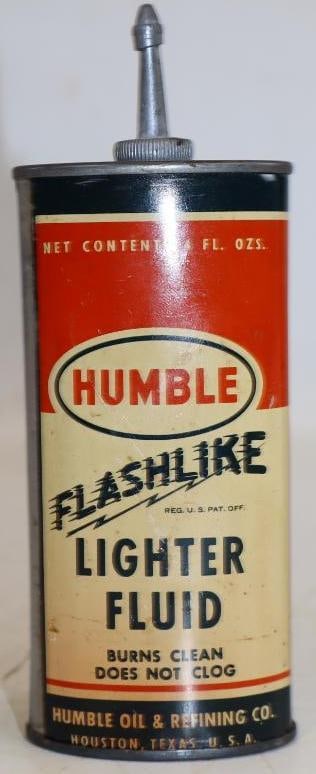 NET CONTENTS 4 FL. OZS.
HUMBLE
FLASHLIKE
REG. U. S. PAT. OFF.
LIGHTER
FLUID
BURNS CLEAN
DOES NOT CLOG
HUMBLE OIL & REFINING CO.
HOUSTON, TEXAS U. S. A.